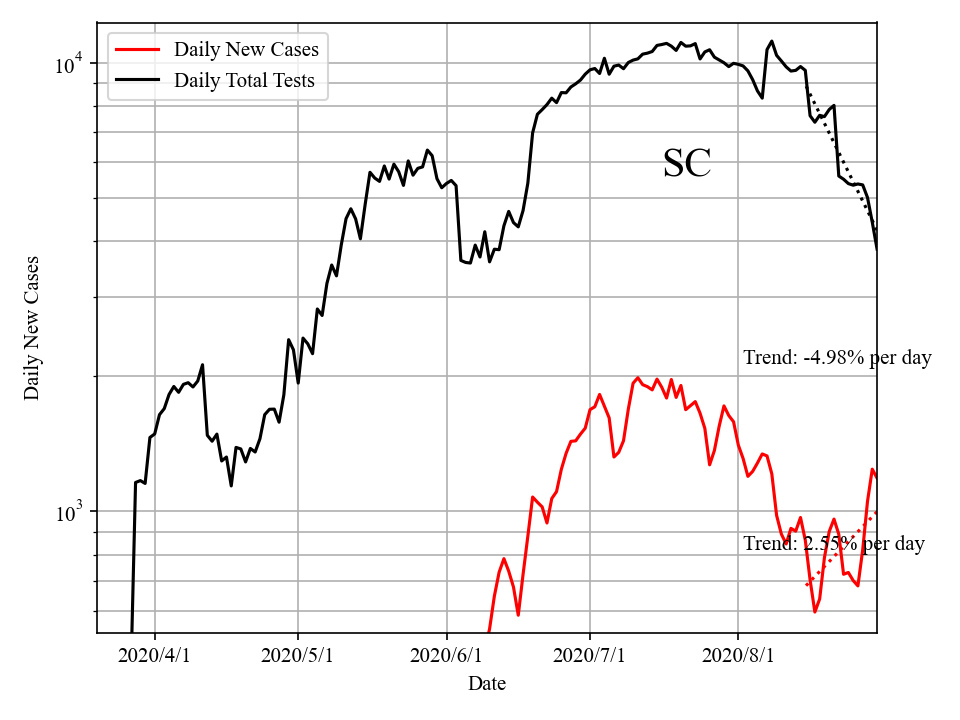 Daily New Cases
Daily Total Tests
10^4
SC
Daily New Cases
Trend: -4.98% per day
10^3
Trend: 2.55% per day
2020/4/1 2020/5/1 2020/6/1 2020/7/1 2020/8/1
Date